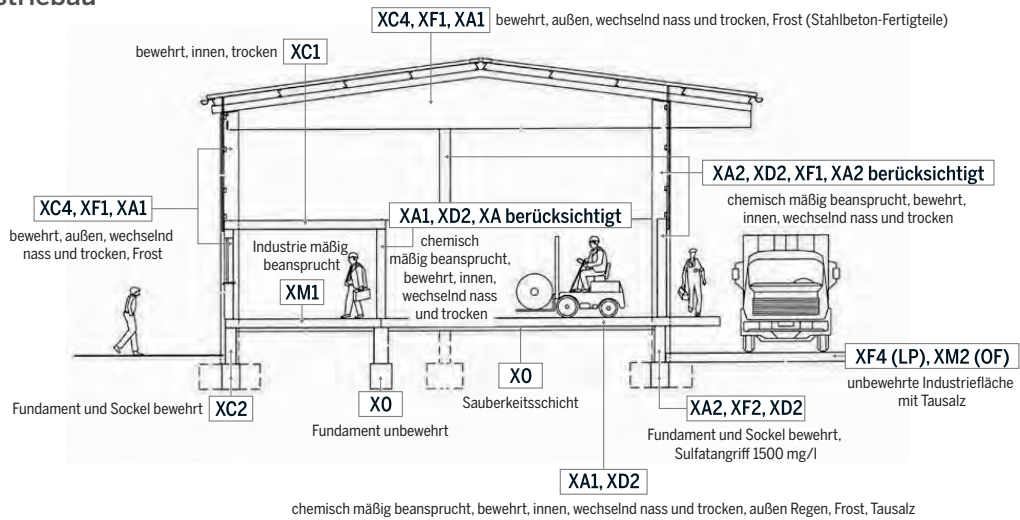 striebau
XC4, XF1, XA1 bewehrt, außen, wechselnd nass und trocken, Frost (Stahlbeton-Fertigteile)
bewehrt, innen, trocken XC1
XA2, XD2, XF1, XA2 berücksichtigt
chemisch mäßig beansprucht, bewehrt,
innen, wechselnd nass und trocken
XC4, XF1, XA1
bewehrt, außen, wechselnd
nass und trocken, Frost
XA1, XD2, XA berücksichtigt
chemisch
mäßig beansprucht,
bewehrt, innen,
wechselnd nass
und trocken
Industrie mäßig
beansprucht
XM1
XF4 (LP), XM2 (OF)
unbewehrte Industriefläche
mit Tausalz
X0
Sauberkeitsschicht
Fundament und Sockel bewehrt XC2
X0
Fundament unbewehrt
XA2, XF2, XD2
Fundament und Sockel bewehrt,
Sulfatangriff 1500 mg/l
XA1, XD2
chemisch mäßig beansprucht, bewehrt, innen, wechselnd nass und trocken, außen Regen, Frost, Tausalz